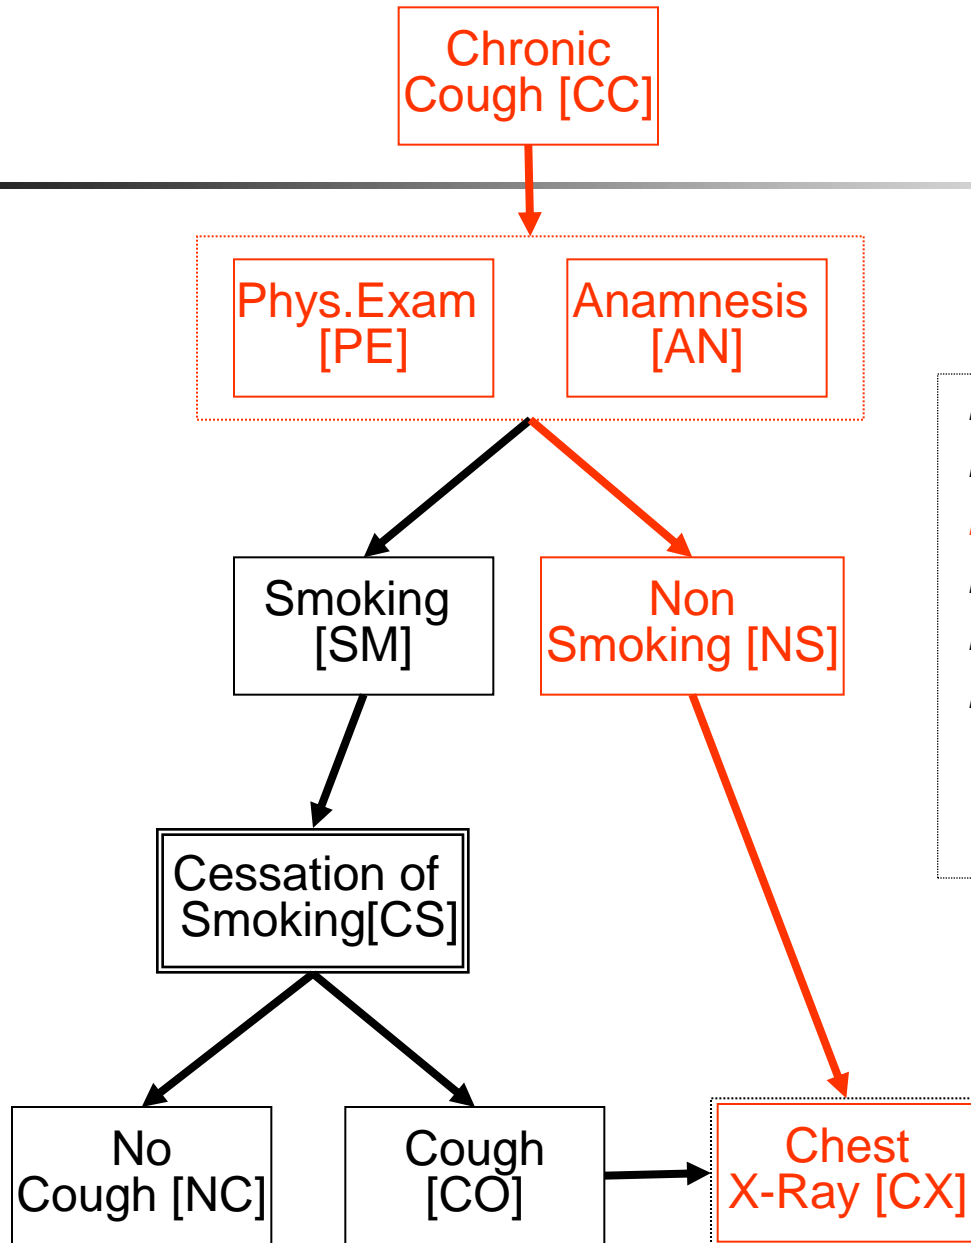 Chronic
Cough [CC]
Phys.Exam
[PE]
Anamnesis
[AN]
Smoking
[SM]
Non
Smoking [NS]
Cessation of
Smoking[CS]
No
Cough [NC]
Cough
[CO]
Chest
X-Ray [CX]